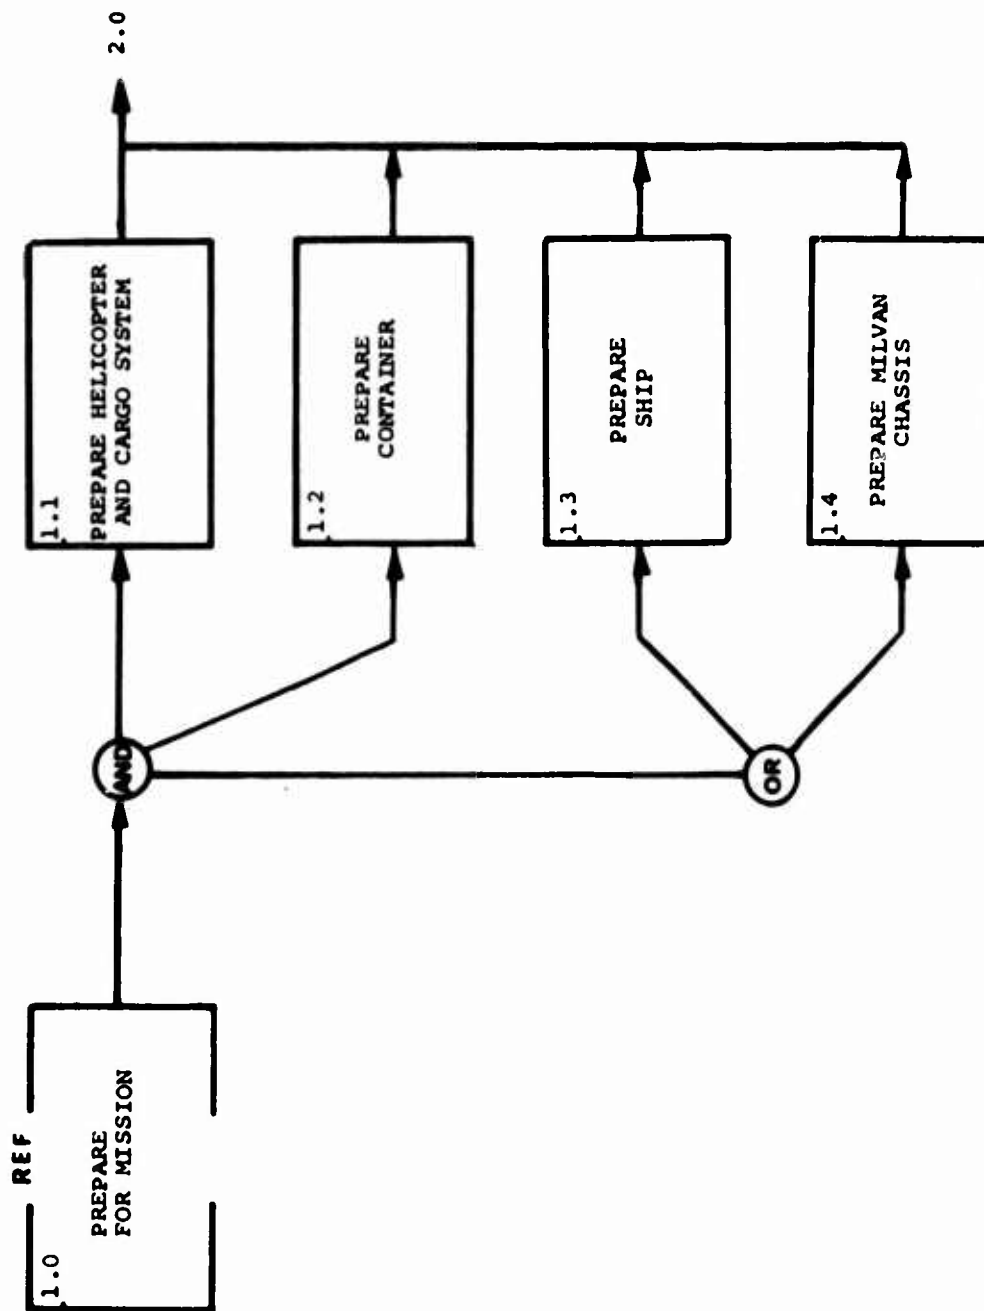 REF
1.0
PREPARE
FOR MISSION
AND
OR
1.1
PREPARE HELICOPTER
AND CARGO SYSTEM
1.2
PREPARE
CONTAINER
1.3
PREPARE
SHIP
1.4
PREPARE MILVAN
CHASSIS
2.0